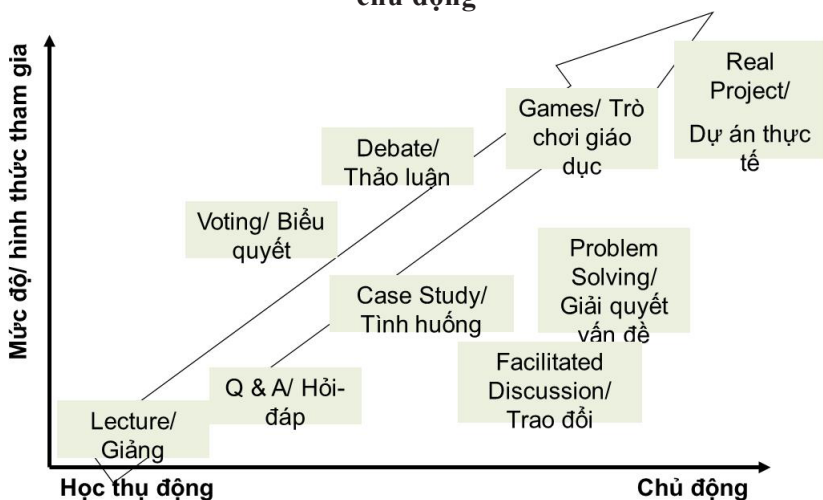 chủ động
Mức độ/ hình thức tham gia
Real
Project/
Dự án thực
tế
Games/ Trò
chơi giáo
dục
Debate/
Thảo luận
Voting/ Biểu
quyết
Problem
Solving/
Giải quyết
vấn đề
Case Study/
Tình huống
Facilitated
Discussion/
Trao đổi
Q & A/ Hỏi-
đáp
Lecture/
Giảng
Học thụ động
Chủ động